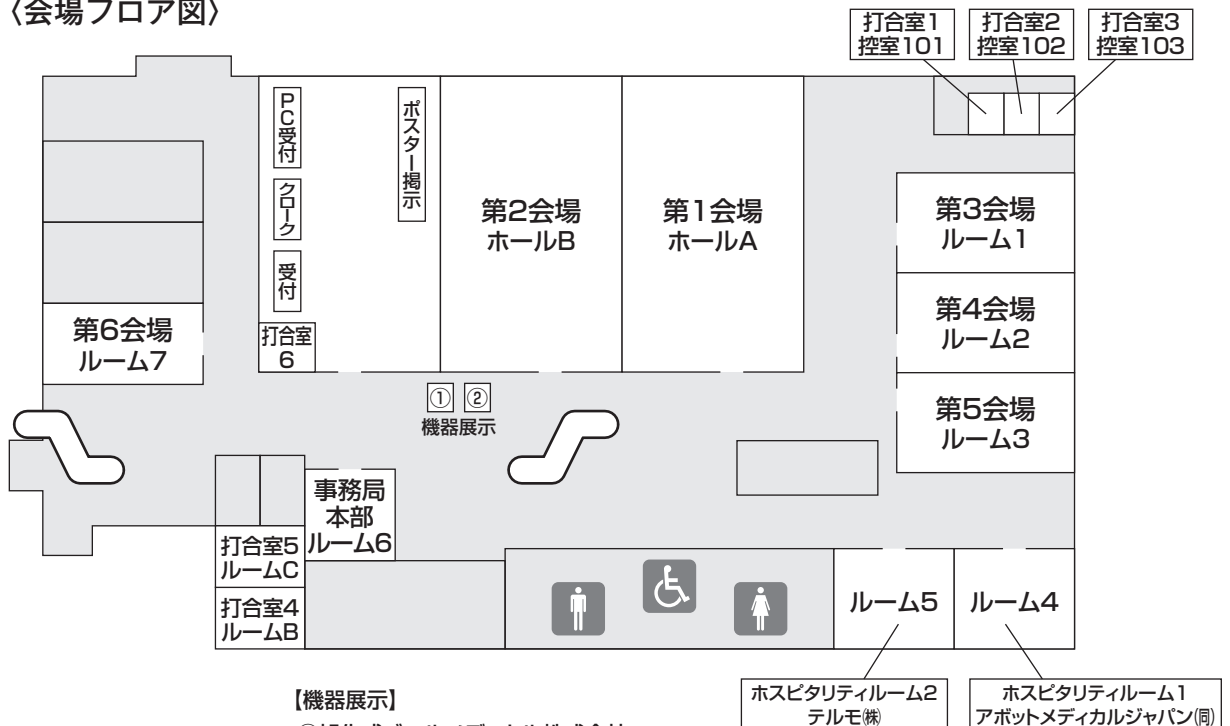 〈会場フロア図〉
打合室1
控室101
打合室2
控室102
打合室3
控室103
PC受付
クローク
受付
ポスター掲示
第2会場
ホールB
第1会場
ホールA
第3会場
ルーム1
第4会場
ルーム2
第5会場
ルーム3
第6会場
ルーム7
打合室
6
① ②
機器展示
事務局
本部
ルーム6
打合室5
ルームC
打合室4
ルームB
ルーム5
ルーム4
ホスピタリティルーム2
テルモ㈱
ホスピタリティルーム1
アボットメディカルジャパン(同)
【機器展示】